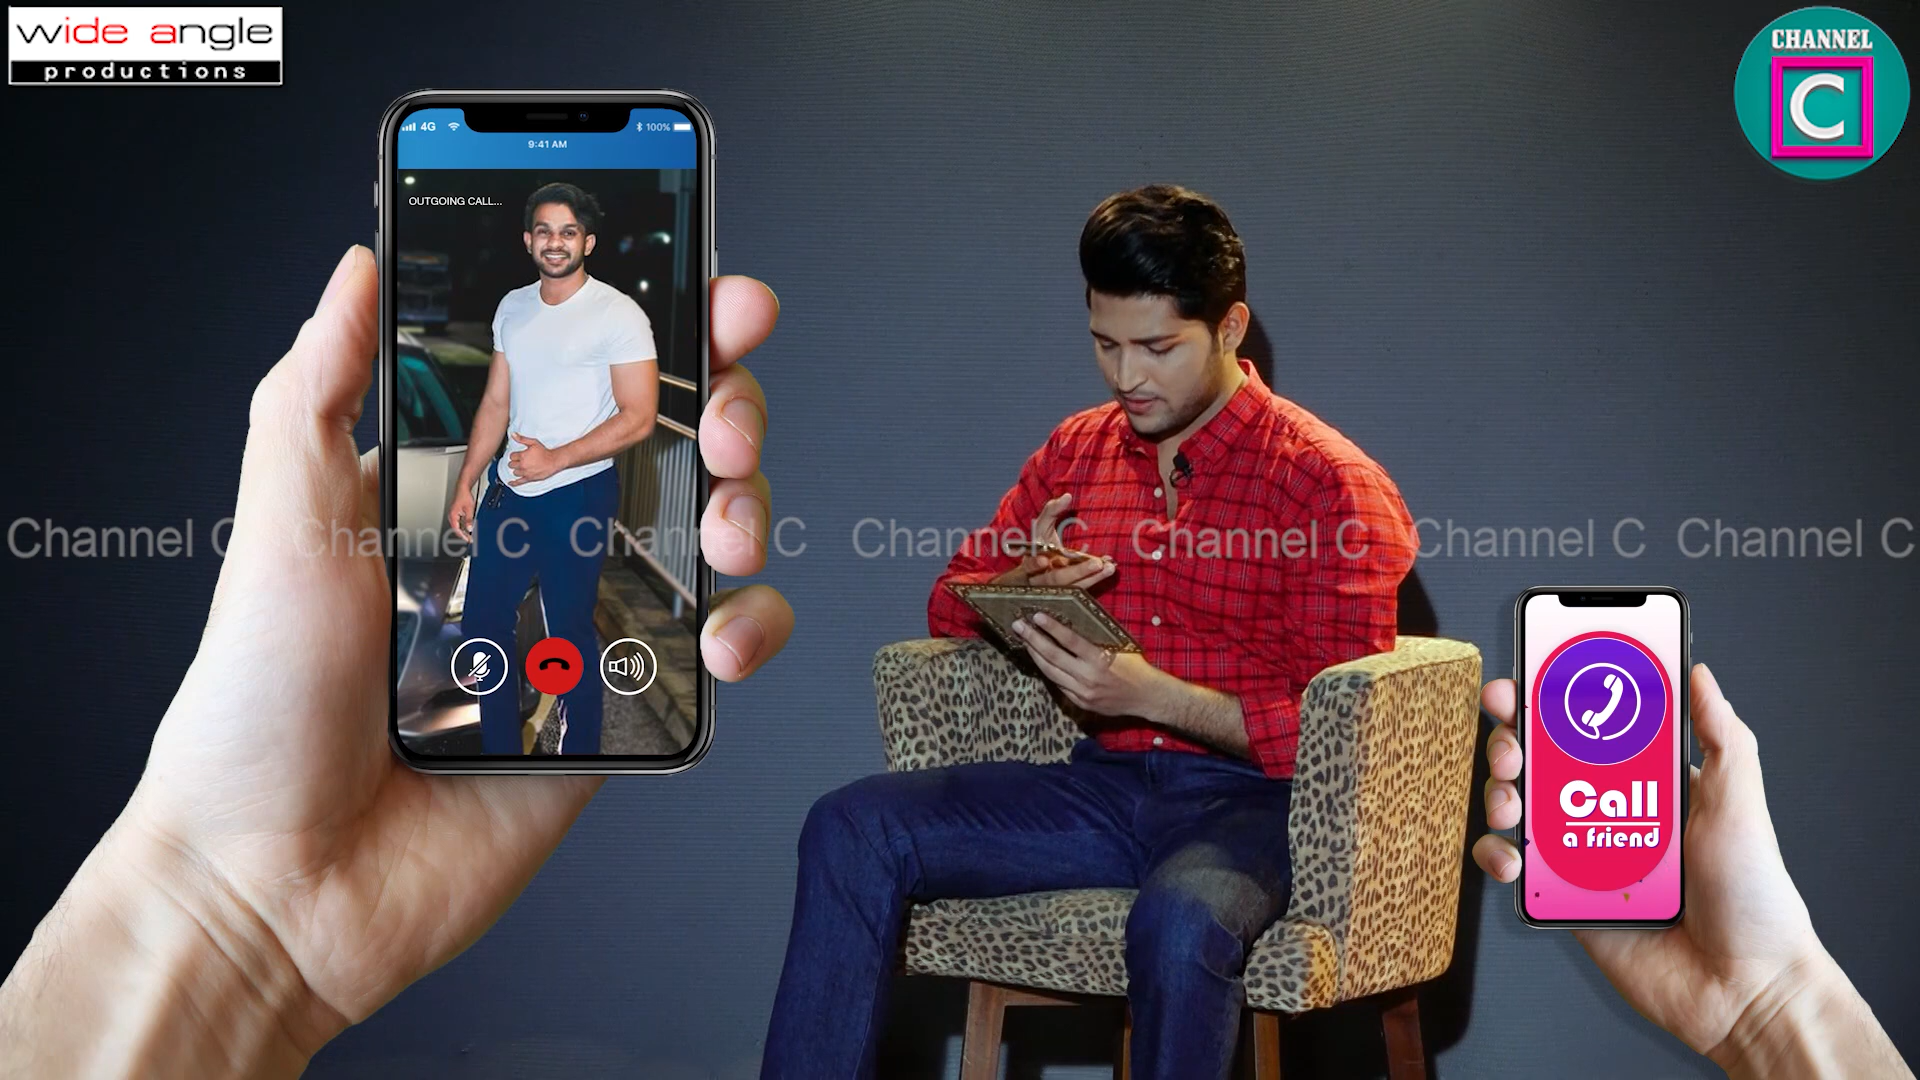 wide angle
productions
CHANNEL
C
4G
100%
9:41 AM
OUTGOING CALL...
Channel C Channel C Channel C Channel C Channel C Channel C Channel C
Call
a friend